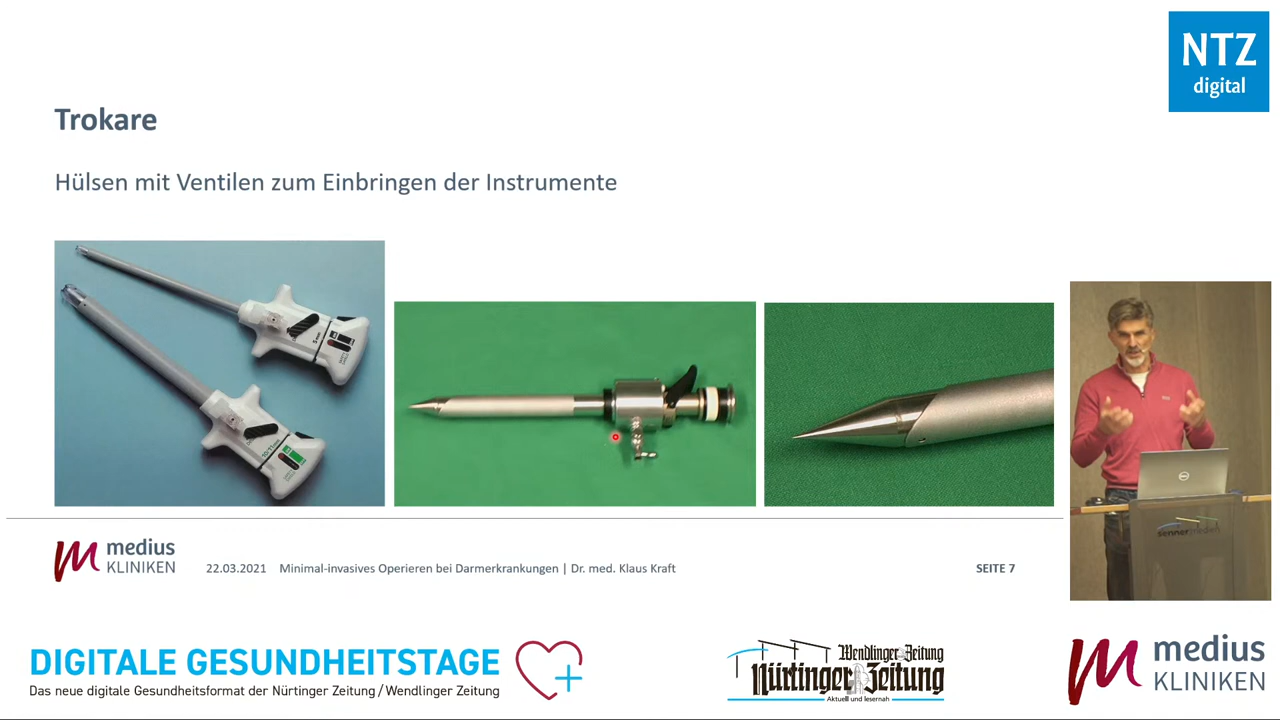 NTZ
digital
Trokare
Hülsen mit Ventilen zum Einbringen der Instrumente
medius
KLINIKEN
22.03.2021 Minimal-invasives Operieren bei Darmerkrankungen | Dr. med. Klaus Kraft
SEITE 7
DELL
DIGITALE GESUNDHEITSTAGE
Das neue digitale Gesundheitsformat der Nürtinger Zeitung / Wendlinger Zeitung
Wendlinger Zeitung
Nürtinger Zeitung
Aktuell und lesernah
medius
KLINIKEN